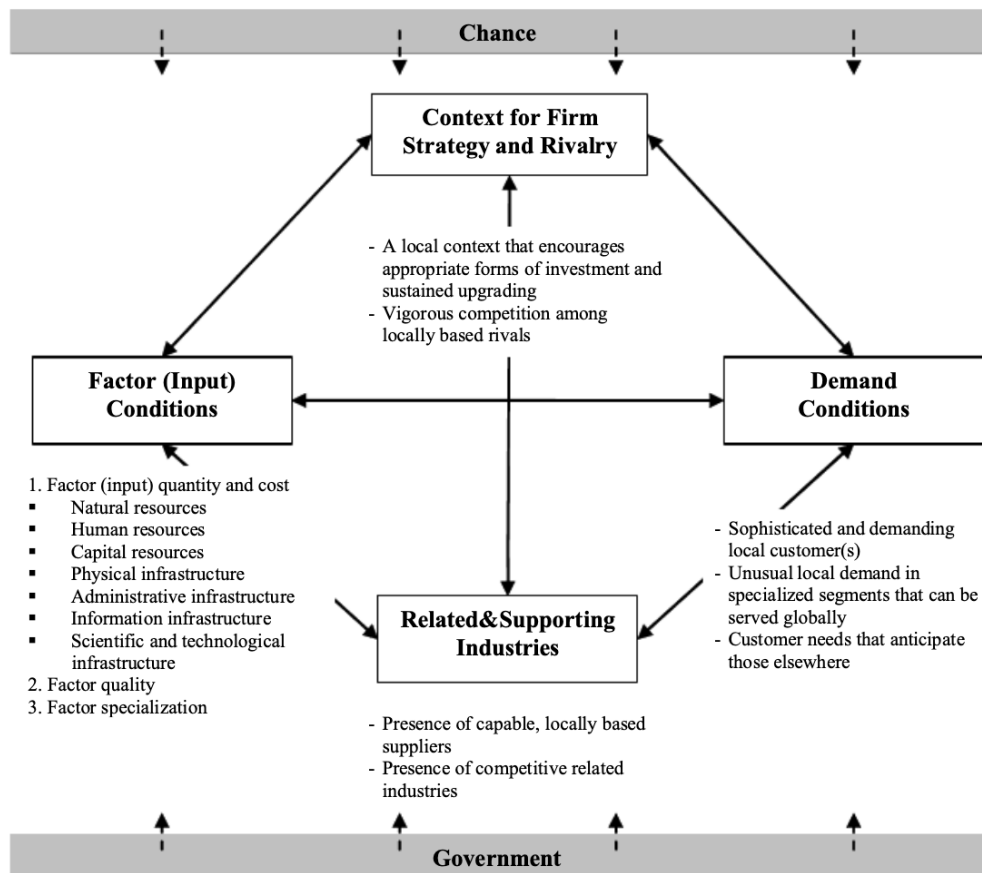 Chance
Context for Firm
Strategy and Rivalry
- A local context that encourages
appropriate forms of investment and
sustained upgrading
- Vigorous competition among
locally based rivals
Factor (Input)
Conditions
Demand
Conditions
1. Factor (input) quantity and cost
▪ Natural resources
▪ Human resources
▪ Capital resources
▪ Physical infrastructure
▪ Administrative infrastructure
▪ Information infrastructure
▪ Scientific and technological
infrastructure
2. Factor quality
3. Factor specialization
- Sophisticated and demanding
local customer(s)
- Unusual local demand in
specialized segments that can be
served globally
- Customer needs that anticipate
those elsewhere
Related&Supporting
Industries
- Presence of capable, locally based
suppliers
- Presence of competitive related
industries
Government